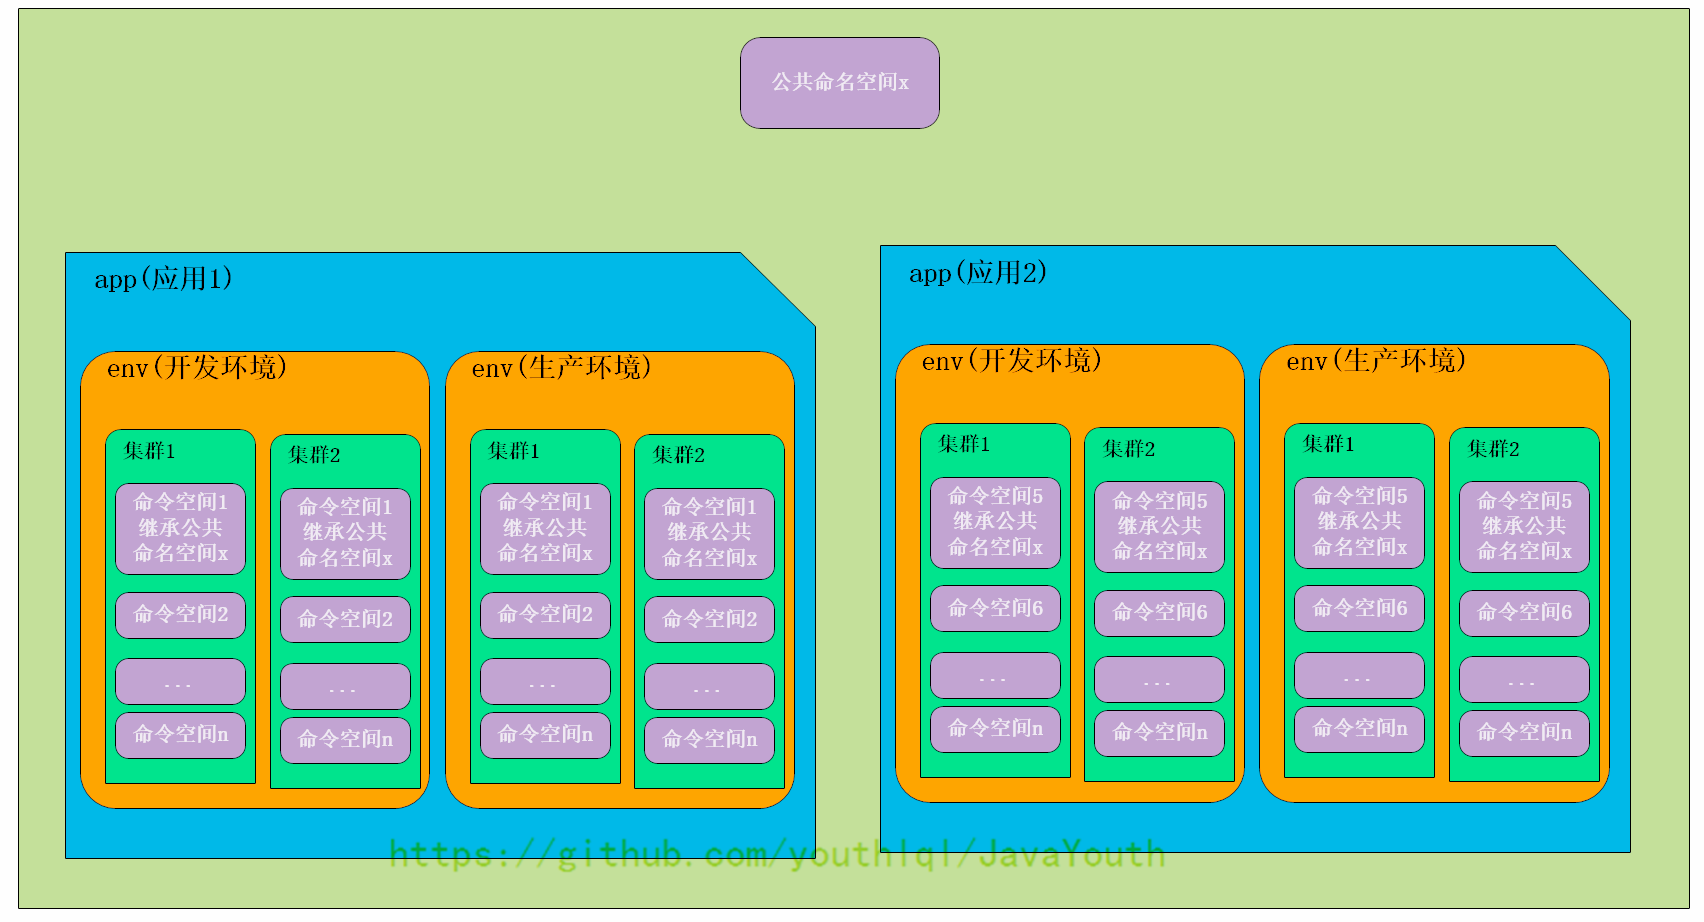 公共命名空间x
app(应用1)
env(开发环境)
集群1
命令空间1
继承公共
命名空间x
命令空间2
...
命令空间n
集群2
命令空间1
继承公共
命名空间x
命令空间2
...
命令空间n
env(生产环境)
集群1
命令空间1
继承公共
命名空间x
命令空间2
...
命令空间n
集群2
命令空间1
继承公共
命名空间x
命令空间2
...
命令空间n
app(应用2)
env(开发环境)
集群1
命令空间5
继承公共
命名空间x
命令空间6
...
命令空间n
集群2
命令空间5
继承公共
命名空间x
命令空间6
...
命令空间n
env(生产环境)
集群1
命令空间5
继承公共
命名空间x
命令空间6
...
命令空间n
集群2
命令空间5
继承公共
命名空间x
命令空间6
...
命令空间n
https://github.com/youthlql/JavaYouth